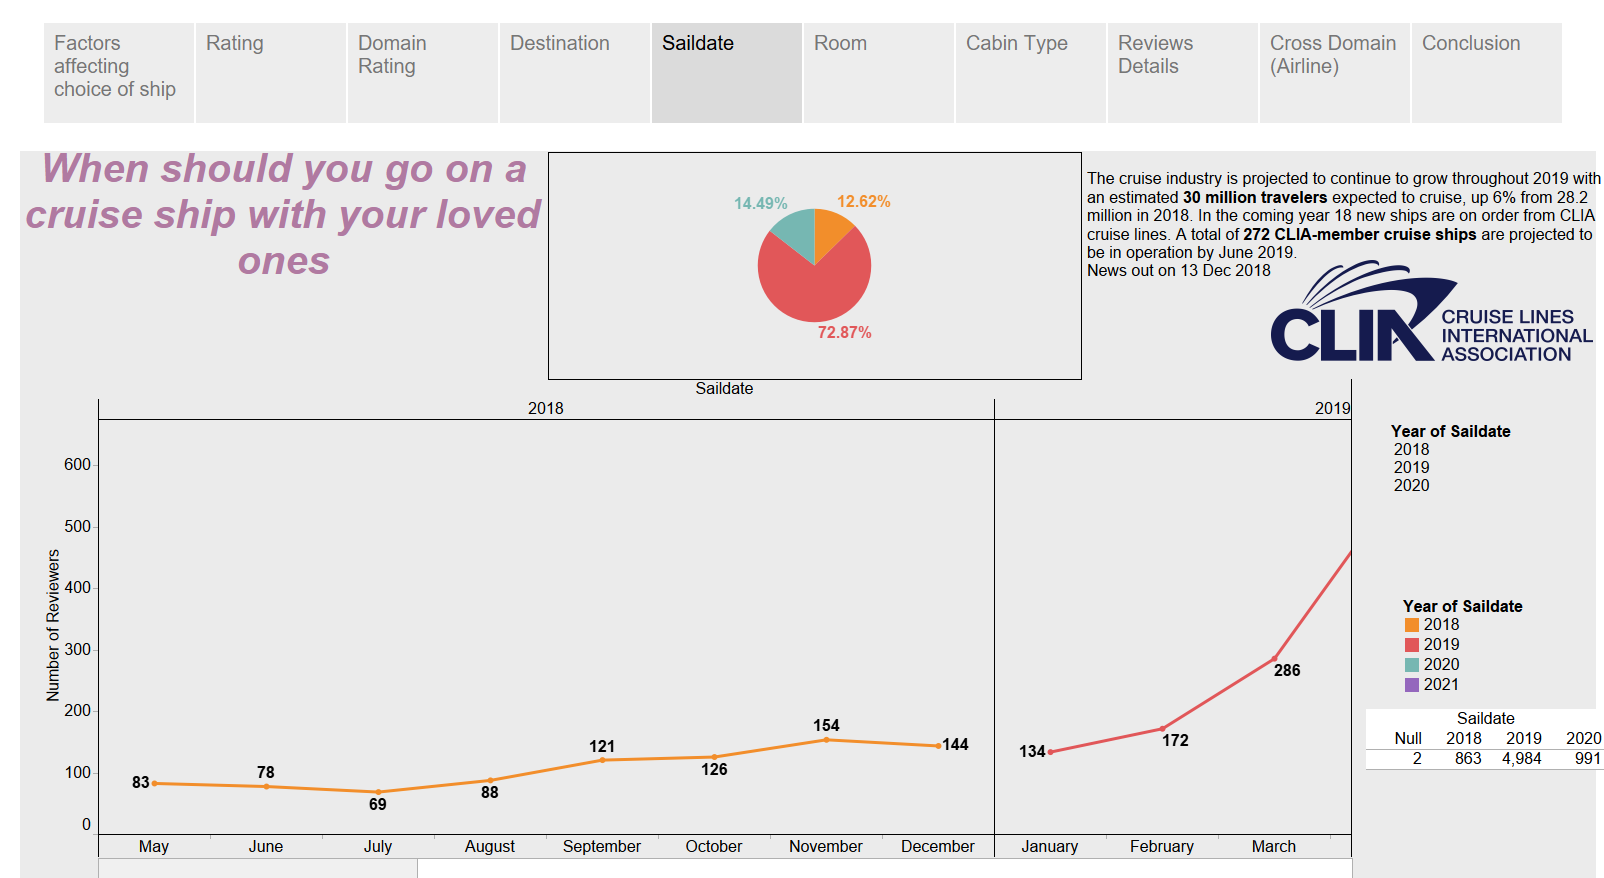 Factors
affecting
choice of ship
Rating
Domain
Rating
Destination
Saildate
Room
Cabin Type
Reviews
Details
Cross Domain
(Airline)
Conclusion
When should you go on a
cruise ship with your loved
ones
14.49%
12.62%
72.87%
The cruise industry is projected to continue to grow throughout 2019 with
an estimated 30 million travelers expected to cruise, up 6% from 28.2
million in 2018. In the coming year 18 new ships are on order from CLIA
cruise lines. A total of 272 CLIA-member cruise ships are projected to
be in operation by June 2019.
News out on 13 Dec 2018
CLIA
CRUISE LINES
INTERNATIONAL
ASSOCIATION
Saildate
2018
2019
Number of Reviewers
600
500
400
300
200
100
0
83
78
69
88
121
126
154
144
134
172
286
May
June
July
August
September
October
November
December
January
February
March
Year of Saildate
2018
2019
2020
Year of Saildate
2018
2019
2020
2021
Saildate
Null 2018 2019 2020
2 863 4,984 991